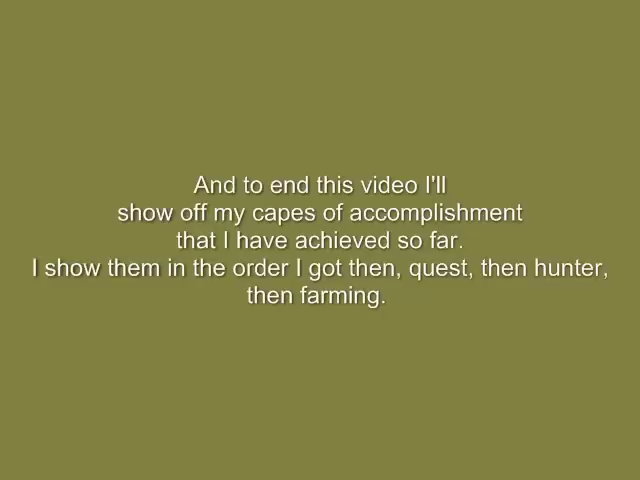 And to end this video I'll
show off my capes of accomplishment
that I have achieved so far.
I show them in the order I got then, quest, then hunter,
then farming.